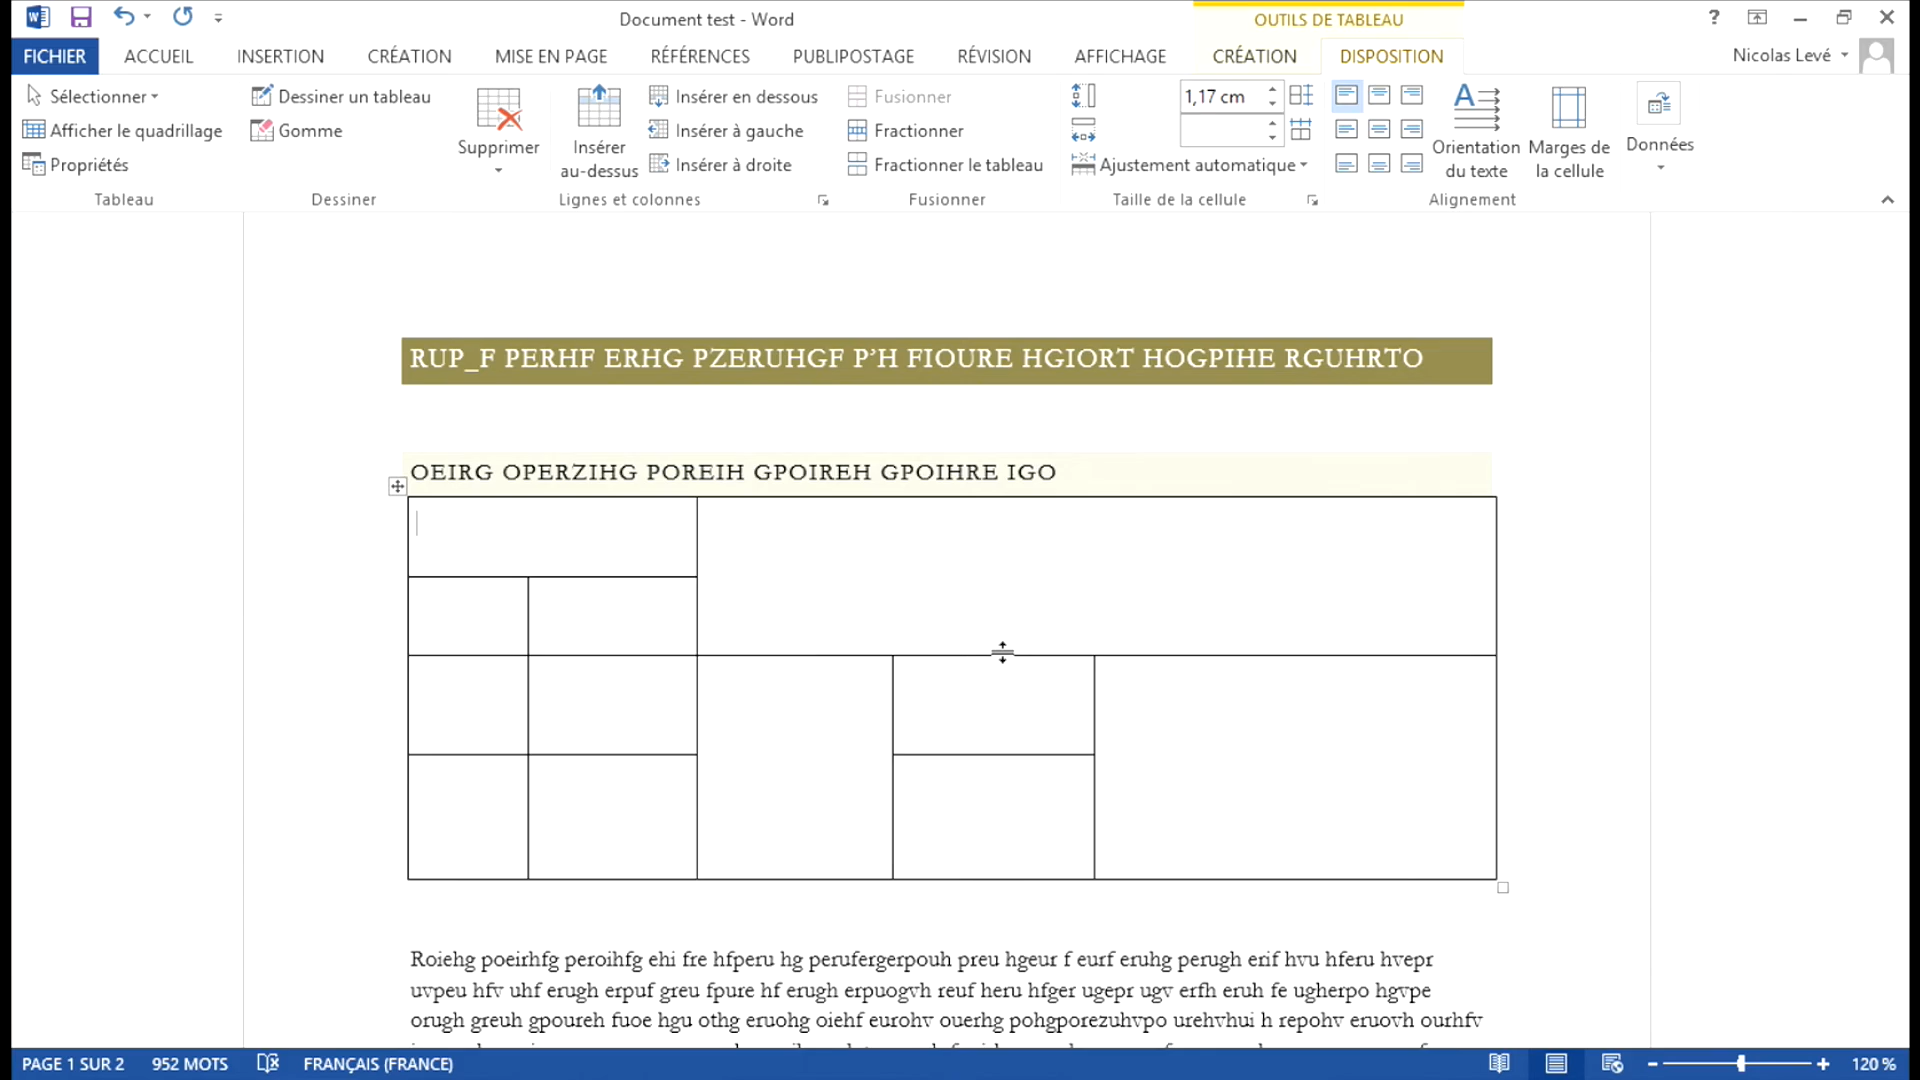 Document test - Word
OUTILS DE TABLEAU
?
FICHIER ACCUEIL INSERTION CRÉATION MISE EN PAGE RÉFÉRENCES PUBLIPOSTAGE RÉVISION AFFICHAGE CRÉATION DISPOSITION Nicolas Levé
Sélectionner Dessiner un tableau Insérer en dessous Fusionner 1,17 cm
Afficher le quadrillage Gomme Insérer à gauche Fractionner
Propriétés Insérer à droite Fractionner le tableau Ajustement automatique
Supprimer
Insérer
au-dessus
Orientation
du texte
Marges de
la cellule
Données
Tableau Dessiner Lignes et colonnes Fusionner Taille de la cellule Alignement
RUP_F PERHF ERHG PZERUHGF P'H FIOURE HGIORT HOGPIHE RGUHRTO
OEIRG OPERZIHG POREIH GPOIREH GPOIHRE IGO
Roiehg poeirhfg peroihfg ehi fre hfperu hg perufergerpouh preu hgeur f eurf eruhg perugh erif hvu hferu hvepr
uvpeu hfv uhf erugh erpuf greu fpure hf erugh erpuogvh reuf heru hfger ugepr ugv erfh eruh fe ugherpo hgvpe
orugh greuh gpoureh fuoe hgu othg eruohg oiehf eurohv ouerhg pohgporezuhvpo urehvhui h repohv eruovh ourhfv
PAGE 1 SUR 2 952 MOTS FRANÇAIS (FRANCE) 120 %